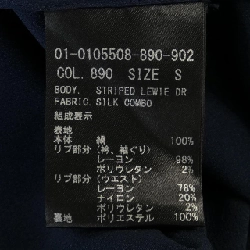 01-0105508-890-902
COL. 890 SIZE S
BODY. STRIPED LEWIE DR
FABRIC. SILK COMBO
組成表示
表地
本体 絹 100%
リブ部分(衿、袖ぐり)
レーヨン 98%
ポリウレタン 2%
リブ部分(ウエスト)
レーヨン 78%
ナイロン 20%
ポリウレタン 2%
裏地 ポリエステル 100%